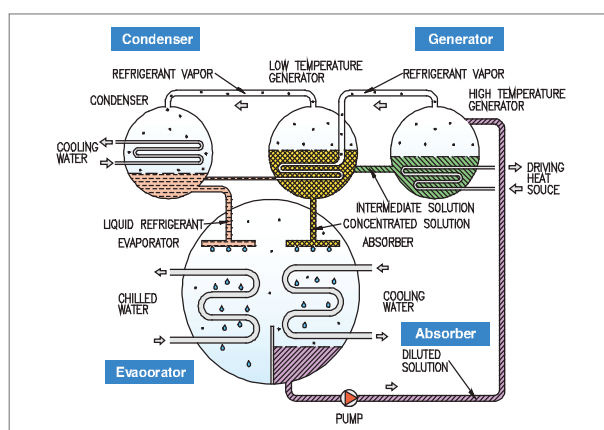 Condenser
Generator
LOW TEMPERATURE
GENERATOR
REFRIGERANT VAPOR
REFRIGERANT VAPOR
CONDENSER
HIGH TEMPERATURE
GENERATOR
COOLING
WATER
DRIVING
HEAT
SOUCE
INTERMEDIATE SOLUTION
LIQUID REFRIGERANT
CONCENTRATED SOLUTION
EVAPORATOR
ABSORBER
CHILLED
WATER
COOLING
WATER
Absorber
Evaoorator
DILUTED
SOLUTION
PUMP